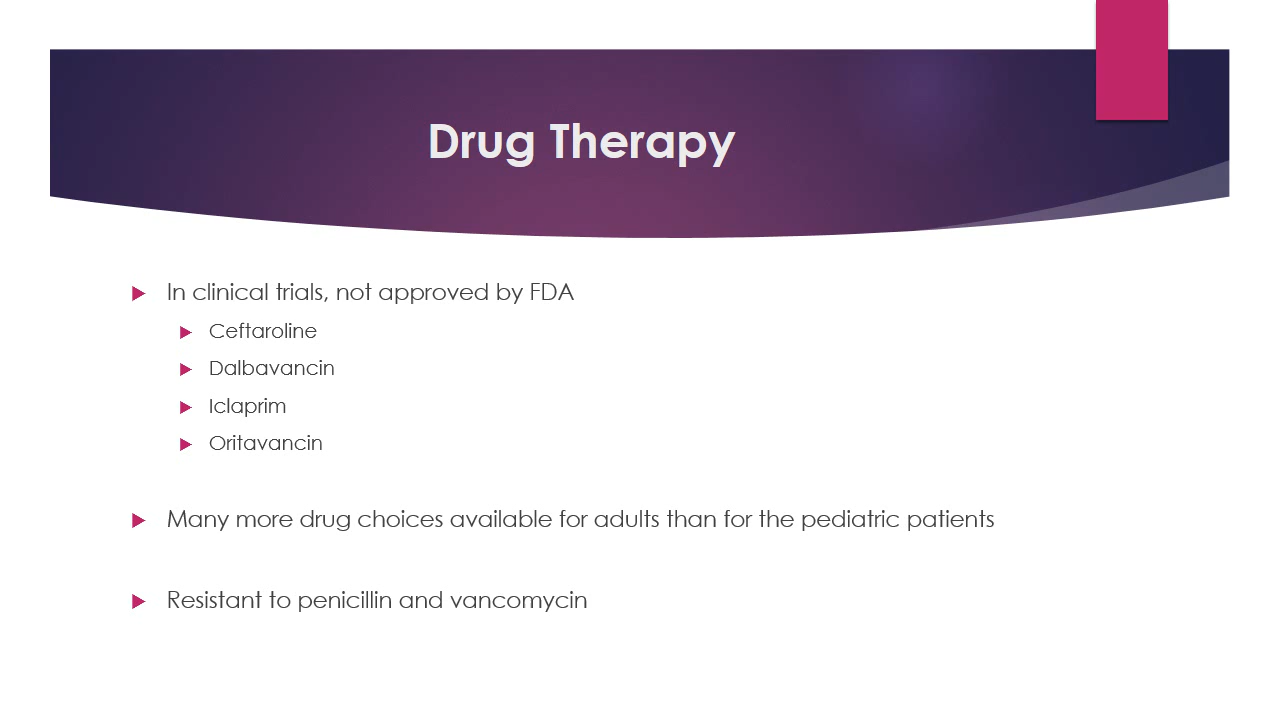 Drug Therapy
In clinical trials, not approved by FDA
Ceftaroline
Dalbavancin
Iclaprim
Oritavancin
Many more drug choices available for adults than for the pediatric patients
Resistant to penicillin and vancomycin